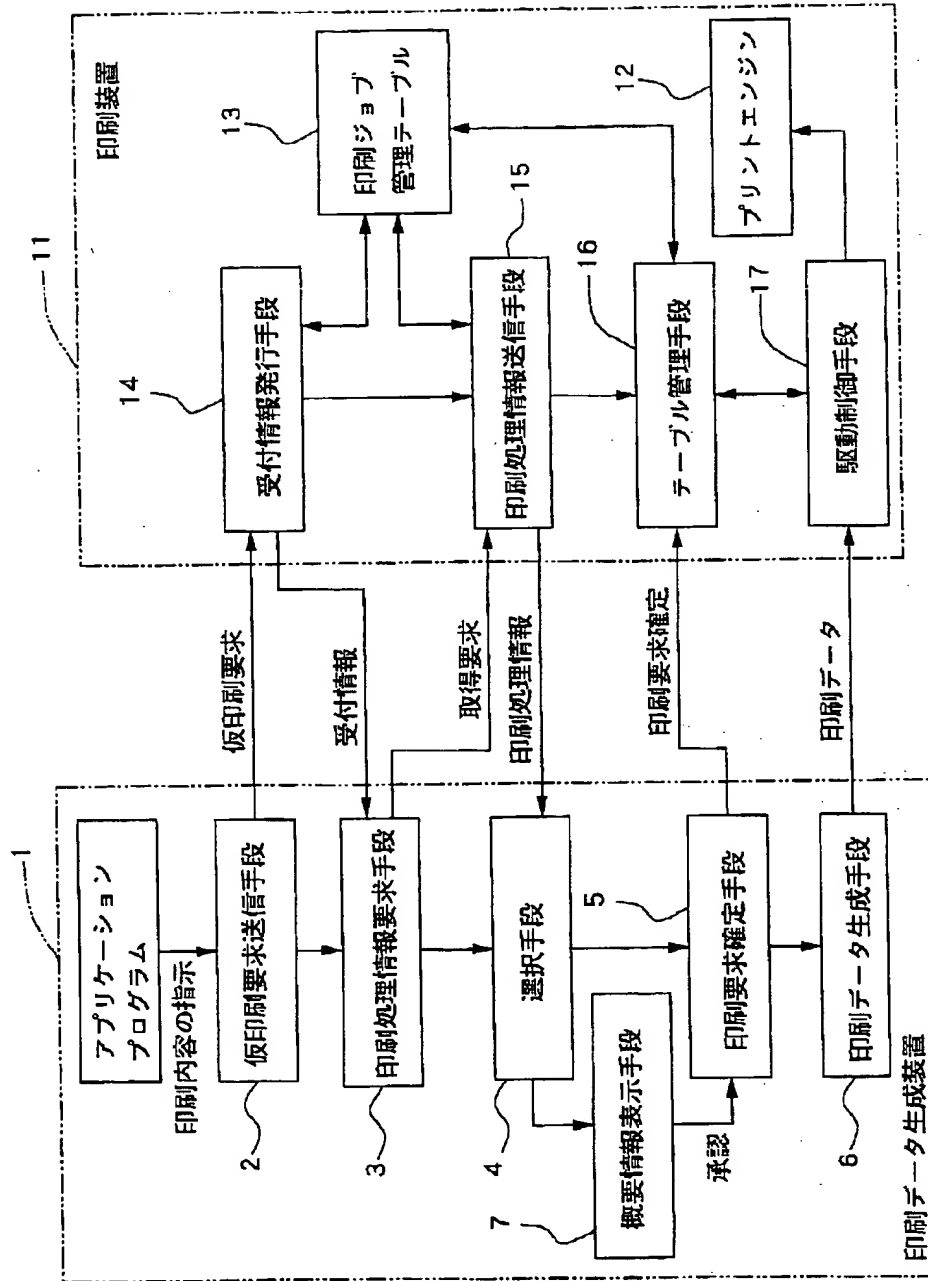 1
アプリケーション
プログラム
印刷内容の指示
仮印刷要求送信手段
2
印刷処理情報要求手段
3
選択手段
4
概要情報表示手段
7
承認
印刷要求確定手段
5
印刷データ生成手段
6
印刷データ生成装置
仮印刷要求
受付情報
取得要求
印刷処理情報
印刷要求確定
印刷データ
11
印刷装置
受付情報発行手段
14
印刷ジョブ
管理テーブル
13
印刷処理情報送信手段
15
テーブル管理手段
16
プリントエンジン
12
駆動制御手段
17